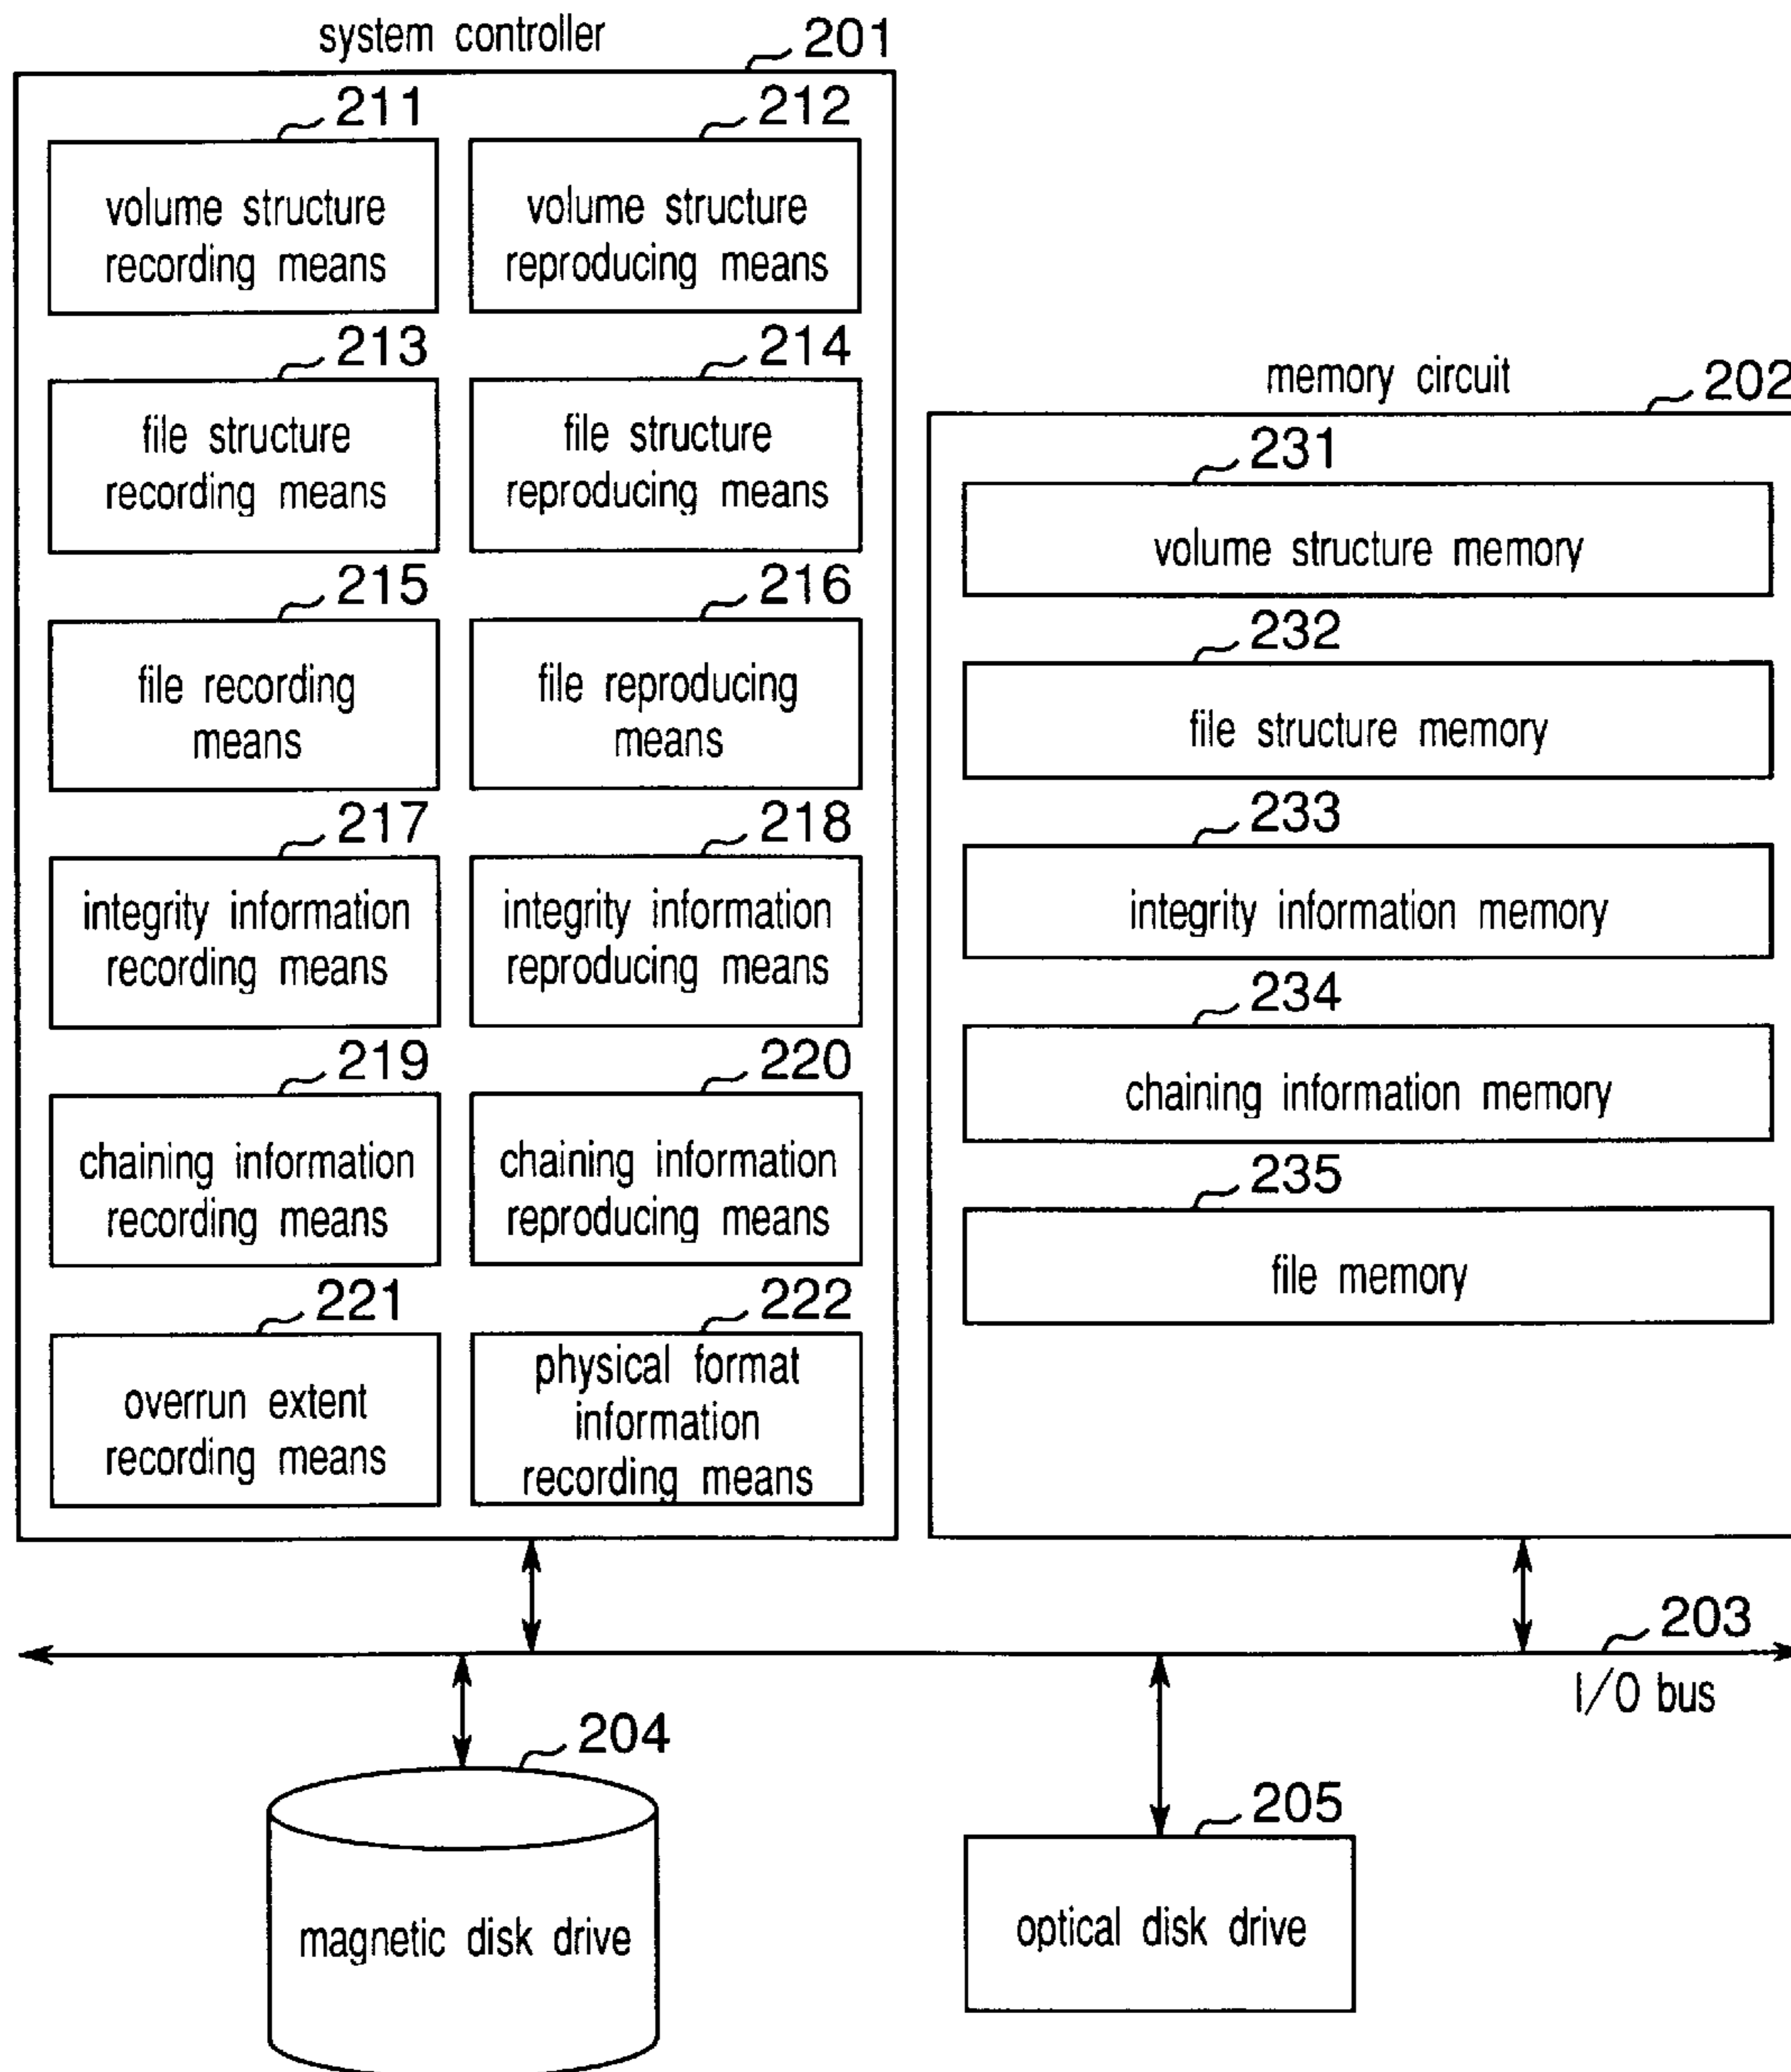 system controller
201
211
212
volume structure
recording means
volume structure
reproducing means
213
214
file structure
recording means
file structure
reproducing means
215
216
file recording
means
file reproducing
means
217
218
integrity information
recording means
integrity information
reproducing means
219
220
chaining information
recording means
chaining information
reproducing means
221
222
overrun extent
recording means
physical format
information
recording means
memory circuit
202
231
volume structure memory
232
file structure memory
233
integrity information memory
234
chaining information memory
235
file memory
203
I/O bus
204
magnetic disk drive
205
optical disk drive